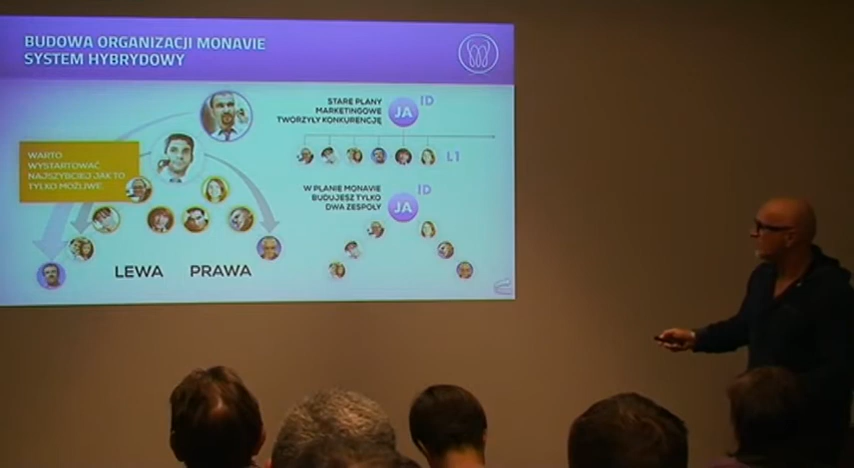 BUDOWA ORGANIZACJI MONAVIE
SYSTEM HYBRYDOWY
WARTO
WYSTARTOWAĆ
NAJSZYBCIEJ JAK TO
TYLKO MOŻLIWE.
LEWA PRAWA
STARE PLANY
MARKETINGOWE
TWORZYŁY KONKURENCJĘ
JA
ID
L1
W PLANIE MONAVIE
BUDUJESZ TYLKO
DWA ZESPOŁY
JA
ID